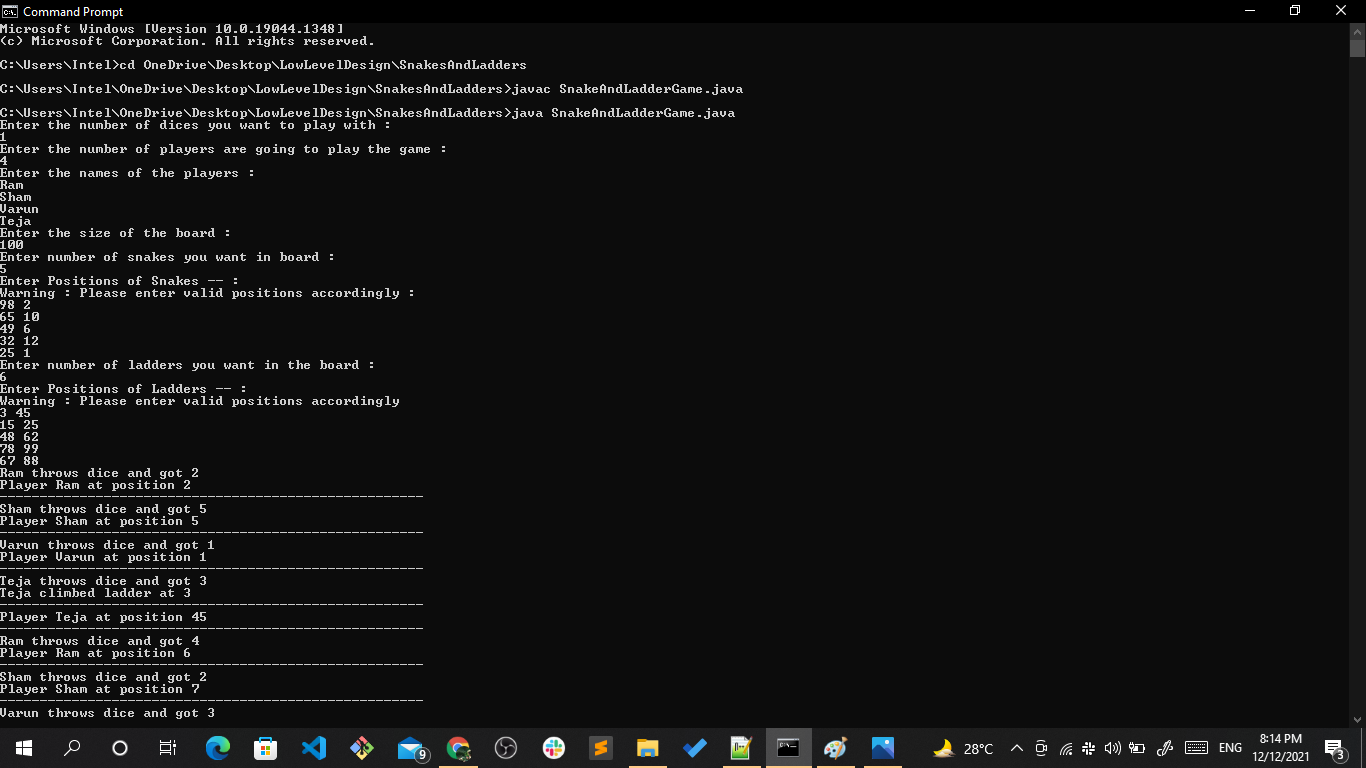 Command Prompt
Microsoft Windows [Version 10.0.19044.1348]
(c) Microsoft Corporation. All rights reserved.
C:\Users\Intel>cd OneDrive\Desktop\LowLevelDesign\SnakesAndLadders
C:\Users\Intel\OneDrive\Desktop\LowLevelDesign\SnakesAndLadders>javac SnakeAndLadderGame.java
C:\Users\Intel\OneDrive\Desktop\LowLevelDesign\SnakesAndLadders>java SnakeAndLadderGame.java
Enter the number of dices you want to play with :
1
Enter the number of players are going to play the game :
4
Enter the names of the players :
Ram
Sham
Varun
Teja
Enter the size of the board :
100
Enter number of snakes you want in board :
5
Enter Positions of Snakes -- :
Warning : Please enter valid positions accordingly :
98 2
65 10
49 6
32 12
25 1
Enter number of ladders you want in the board :
6
Enter Positions of Ladders -- :
Warning : Please enter valid positions accordingly
3 45
15 25
48 62
78 99
67 88
Ram throws dice and got 2
Player Ram at position 2
-----------------------------------------------------
Sham throws dice and got 5
Player Sham at position 5
-----------------------------------------------------
Varun throws dice and got 1
Player Varun at position 1
-----------------------------------------------------
Teja throws dice and got 3
Teja climbed ladder at 3
-----------------------------------------------------
Player Teja at position 45
-----------------------------------------------------
Ram throws dice and got 4
Player Ram at position 6
-----------------------------------------------------
Sham throws dice and got 2
Player Sham at position 7
-----------------------------------------------------
Varun throws dice and got 3
9
28°C
ENG
8:14 PM
12/12/2021
3